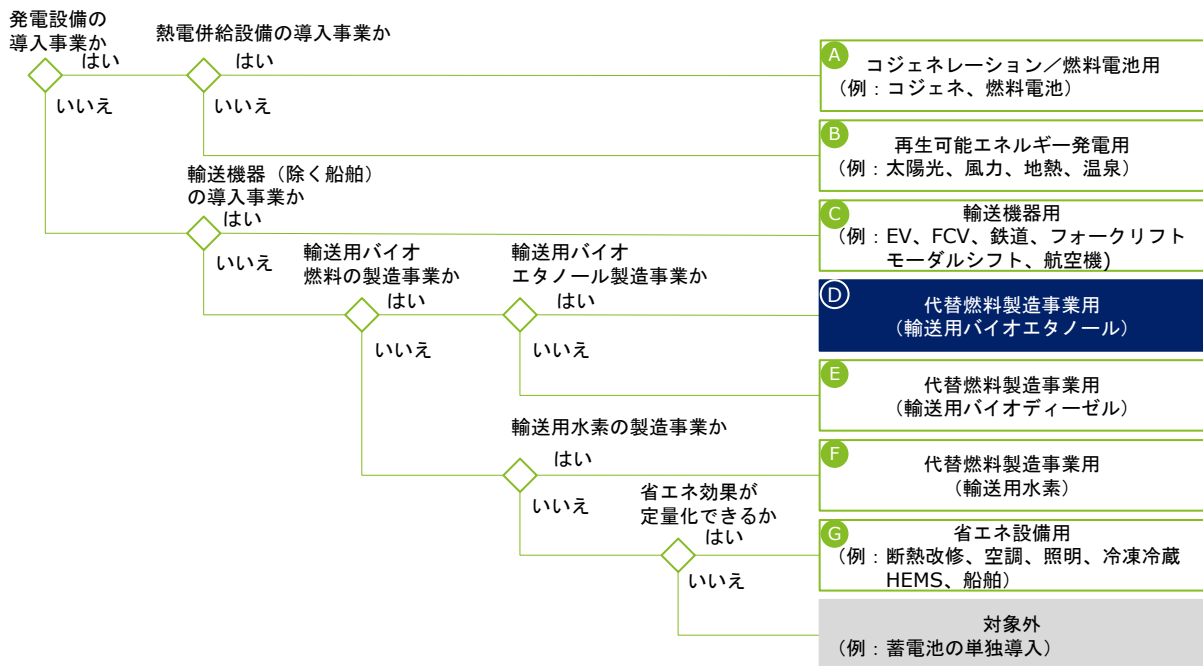 発電設備の
導入事業か
はい
いいえ
熱電併給設備の導入事業か
はい
いいえ
A
コジェネレーション／燃料電池用
（例：コジェネ、燃料電池）
B
再生可能エネルギー発電用
（例：太陽光、風力、地熱、温泉）
輸送機器（除く船舶）
の導入事業か
はい
いいえ
C
輸送機器用
（例：EV、FCV、鉄道、フォークリフト
モーダルシフト、航空機)
輸送用バイオ
燃料の製造事業か
はい
いいえ
輸送用バイオ
エタノール製造事業か
はい
いいえ
D
代替燃料製造事業用
（輸送用バイオエタノール）
E
代替燃料製造事業用
（輸送用バイオディーゼル）
輸送用水素の製造事業か
はい
いいえ
F
代替燃料製造事業用
（輸送用水素）
省エネ効果が
定量化できるか
はい
いいえ
G
省エネ設備用
（例：断熱改修、空調、照明、冷凍冷蔵
HEMS、船舶）
対象外
（例：蓄電池の単独導入）